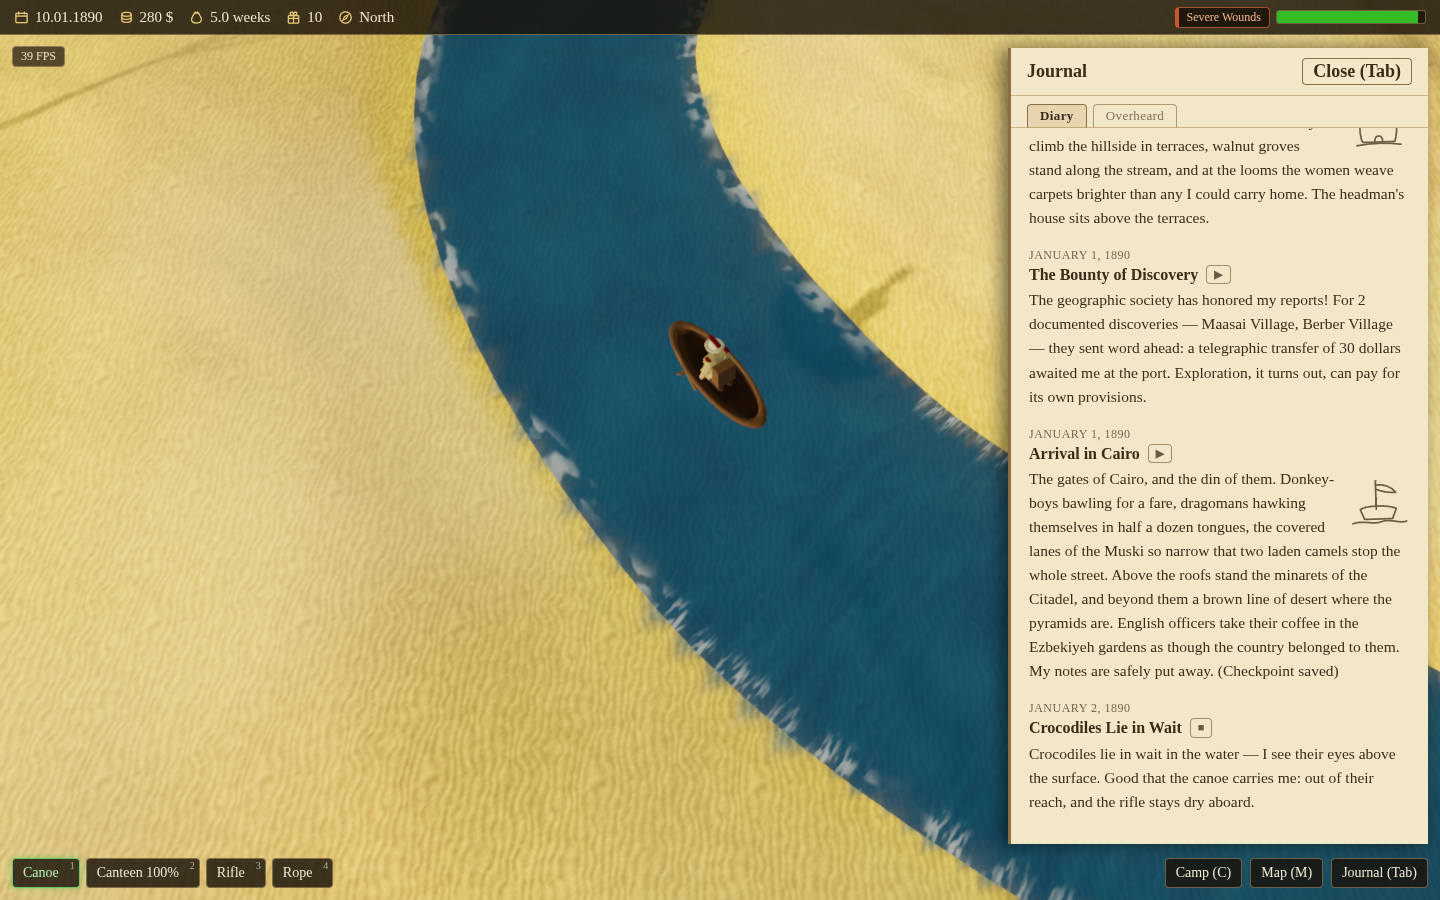 10.01.1890 280 $ 5.0 weeks 10 North Severe Wounds
39 FPS
Journal Close (Tab)
Diary Overheard
climb the hillside in terraces, walnut groves
stand along the stream, and at the looms the women weave
carpets brighter than any I could carry home. The headman's
house sits above the terraces.
JANUARY 1, 1890
The Bounty of Discovery
The geographic society has honored my reports! For 2
documented discoveries — Maasai Village, Berber Village
— they sent word ahead: a telegraphic transfer of 30 dollars
awaited me at the port. Exploration, it turns out, can pay for
its own provisions.
JANUARY 1, 1890
Arrival in Cairo
The gates of Cairo, and the din of them. Donkey-
boys bawling for a fare, dragomans hawking
themselves in half a dozen tongues, the covered
lanes of the Muski so narrow that two laden camels stop the
whole street. Above the roofs stand the minarets of the
Citadel, and beyond them a brown line of desert where the
pyramids are. English officers take their coffee in the
Ezbekiyeh gardens as though the country belonged to them.
My notes are safely put away. (Checkpoint saved)
JANUARY 2, 1890
Crocodiles Lie in Wait
Crocodiles lie in wait in the water — I see their eyes above
the surface. Good that the canoe carries me: out of their
reach, and the rifle stays dry aboard.
Canoe 1 Canteen 100% 2 Rifle 3 Rope 4 Camp (C) Map (M) Journal (Tab)